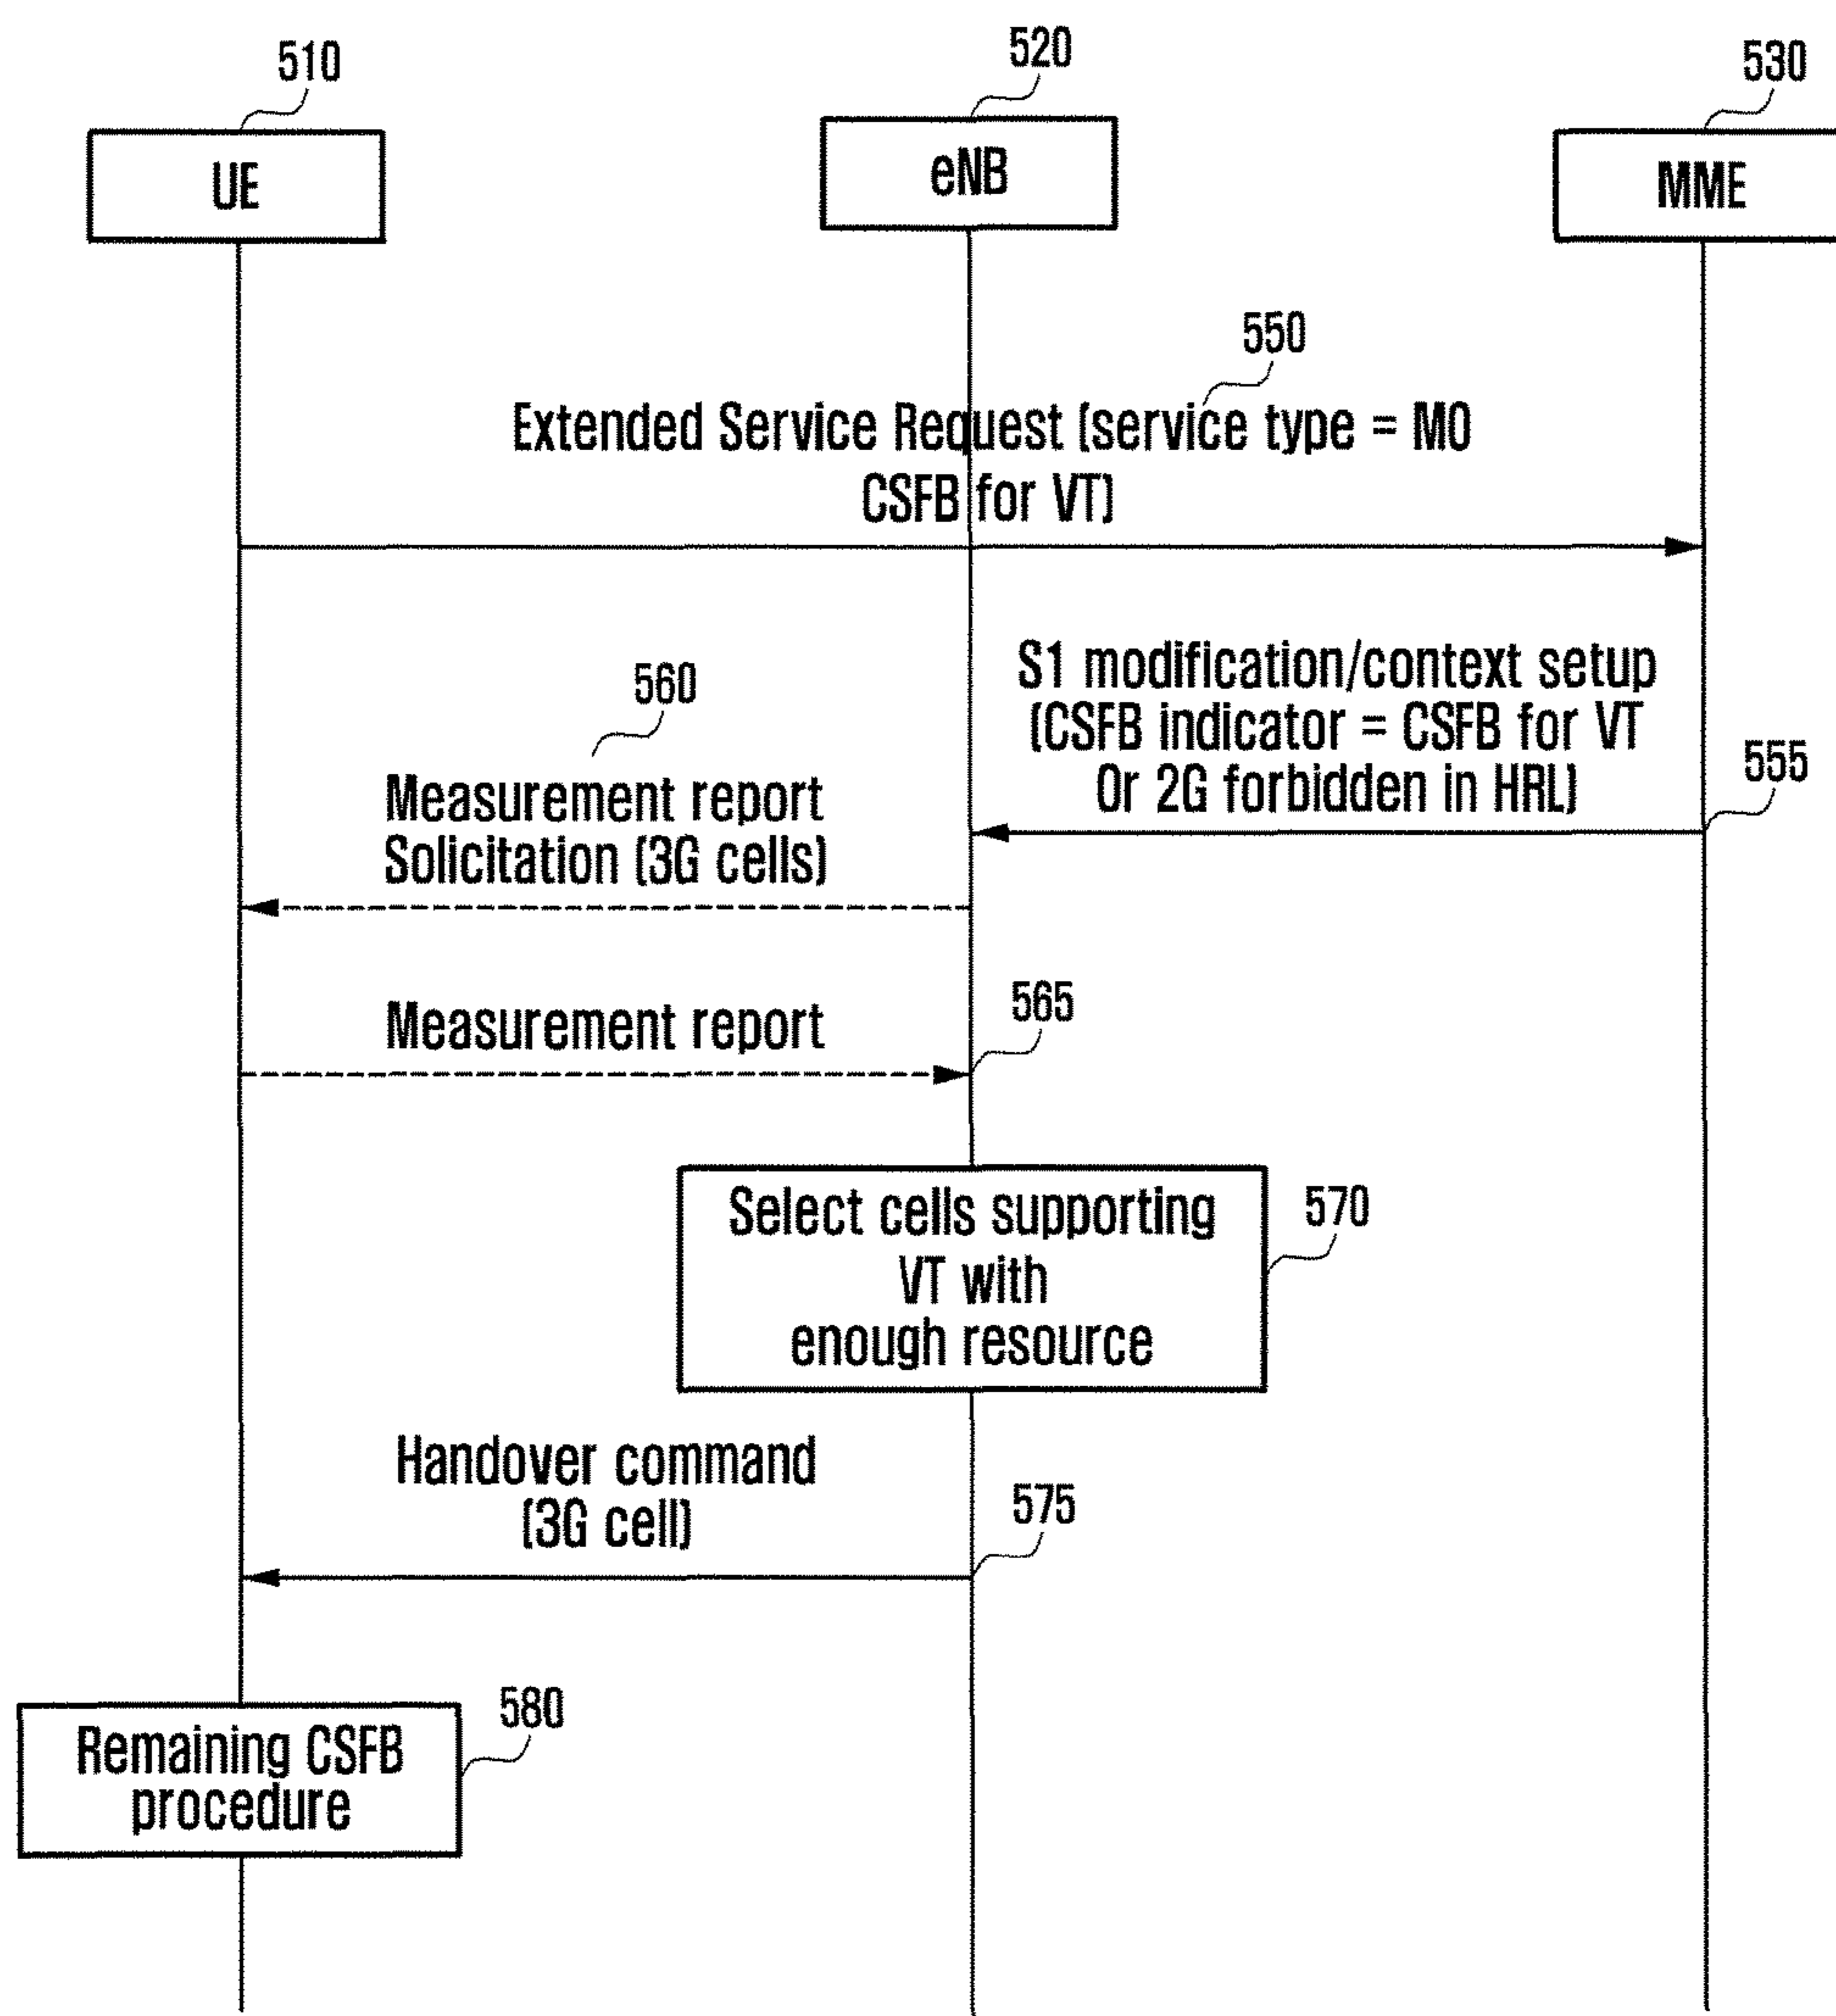 510
520
530
UE
eNB
MME
550
Extended Service Request (service type = MO
CSFB for VT)
S1 modification/context setup
(CSFB indicator = CSFB for VT
Or 2G forbidden in HRL)
555
560
Measurement report
Solicitation (3G cells)
Measurement report
565
Select cells supporting
VT with
enough resource
570
Handover command
(3G cell)
575
Remaining CSFB
procedure
580